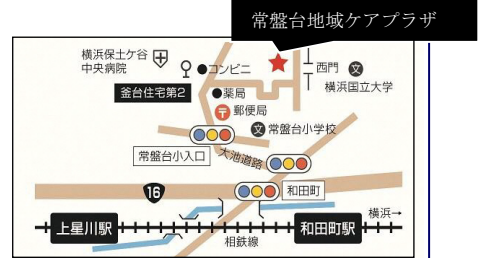 常盤台地域ケアプラザ
横浜保土ケ谷
中央病院
コンビニ
西門
文
横浜国立大学
釜台住宅第2
薬局
〒郵便局
文 常盤台小学校
常盤台小入口
大池道路
16
和田町
横浜→
上星川駅
和田町駅
相鉄線